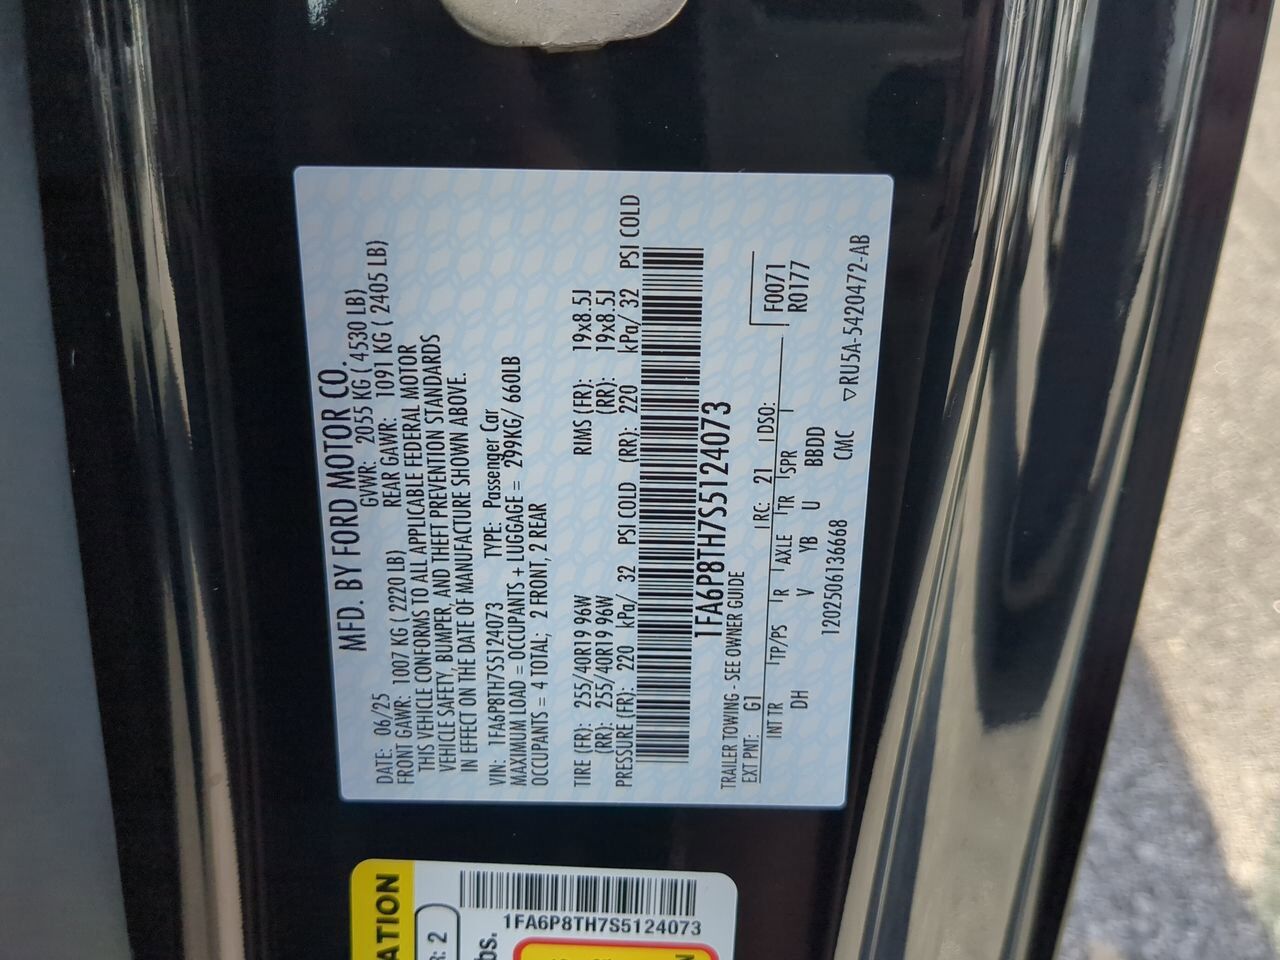 MFD. BY FORD MOTOR CO.
DATE: 06/25 GVWR: 2055 KG ( 4530 LB)
FRONT GAWR: 1007 KG ( 2220 LB) REAR GAWR: 1091 KG ( 2405 LB)
THIS VEHICLE CONFORMS TO ALL APPLICABLE FEDERAL MOTOR
VEHICLE SAFETY, BUMPER, AND THEFT PREVENTION STANDARDS
IN EFFECT ON THE DATE OF MANUFACTURE SHOWN ABOVE.
VIN: 1FA6P8TH7S5124073 TYPE: Passenger Car
MAXIMUM LOAD = OCCUPANTS + LUGGAGE = 299KG/ 660LB
OCCUPANTS = 4 TOTAL; 2 FRONT, 2 REAR
TIRE (FR): 255/40R19 96W RIMS (FR): 19x8.5J
(RR): 255/40R19 96W (RR): 19x8.5J
PRESSURE (FR): 220 kPa/ 32 PSI COLD (RR): 220 kPa/ 32 PSI COLD
1FA6P8TH7S5124073
TRAILER TOWING - SEE OWNER GUIDE
EXT PNT: G1 RC: 21 DSO: F0071
INT TR TP/PS R AXLE TR SPR R0177
DH V YB U BBDD
1202506136668 CMC ▽RU5A-5420472-AB
ATION
R: 2
bs.
1FA6P8TH7S5124073